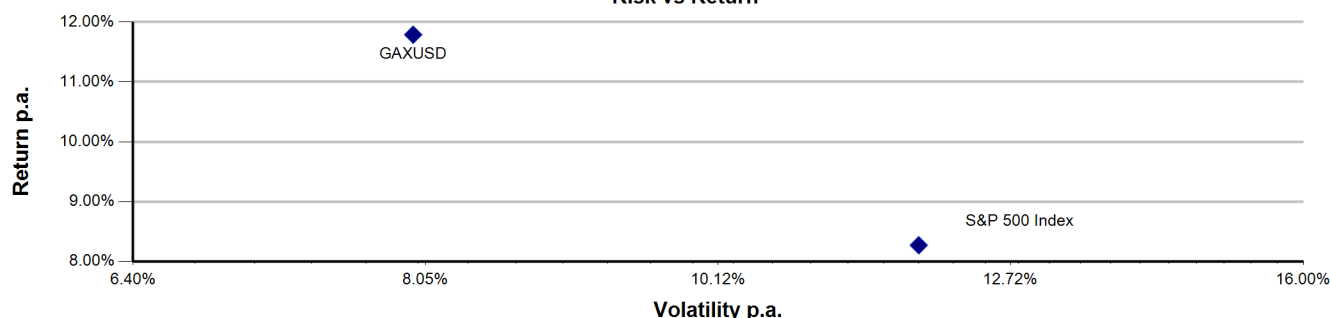 Risk vs Return
12.00%
GAXUSD
11.00%
10.00%
9.00%
S&P 500 Index
8.00%
Return p.a.
6.40% 8.05% 10.12% 12.72% 16.00%
Volatility p.a.